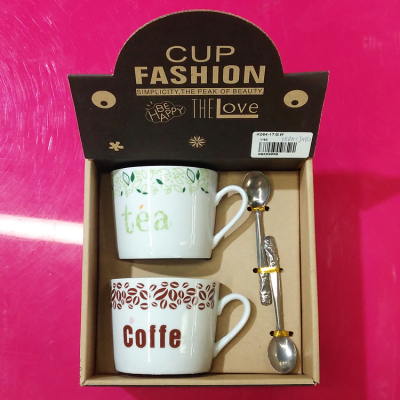 CUP
FASHION
SIMPLICITY, THE PEAK OF BEAUTY
BE
HAPPY
THE Love
téa
Coffe